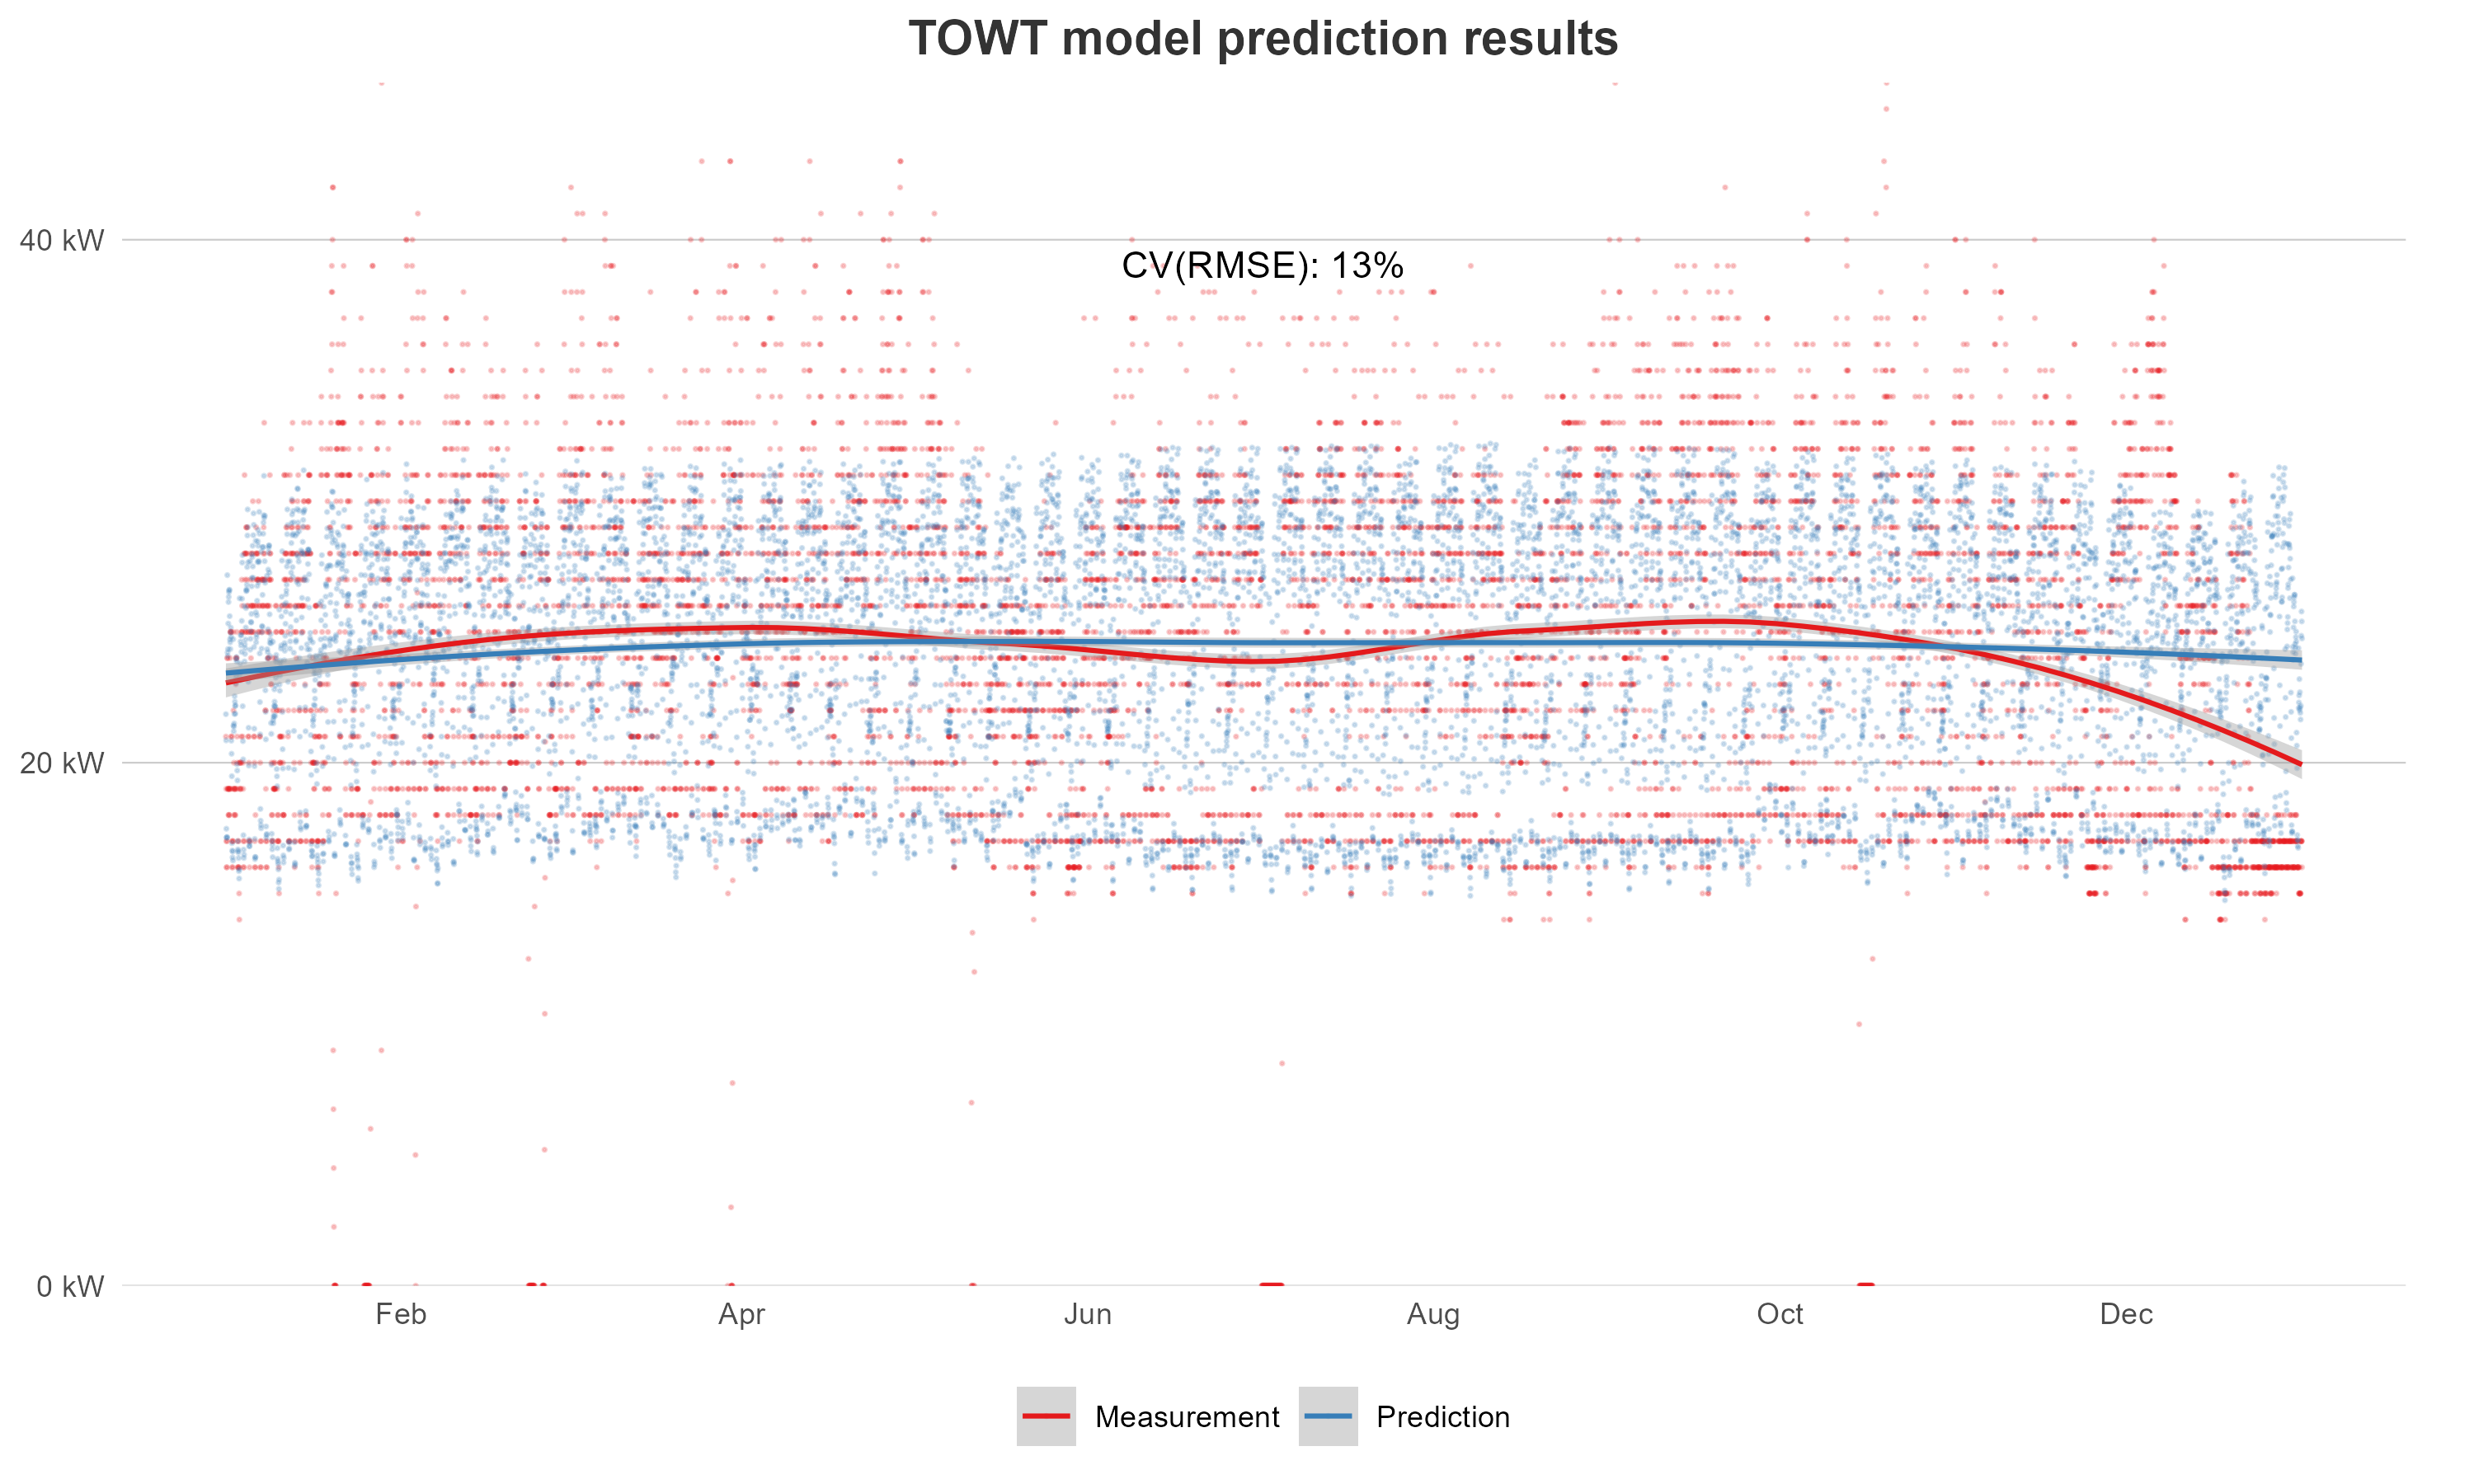 TOWT model prediction results
40 kW
CV(RMSE): 13%
20 kW
0 kW
Feb Apr Jun Aug Oct Dec
Measurement Prediction